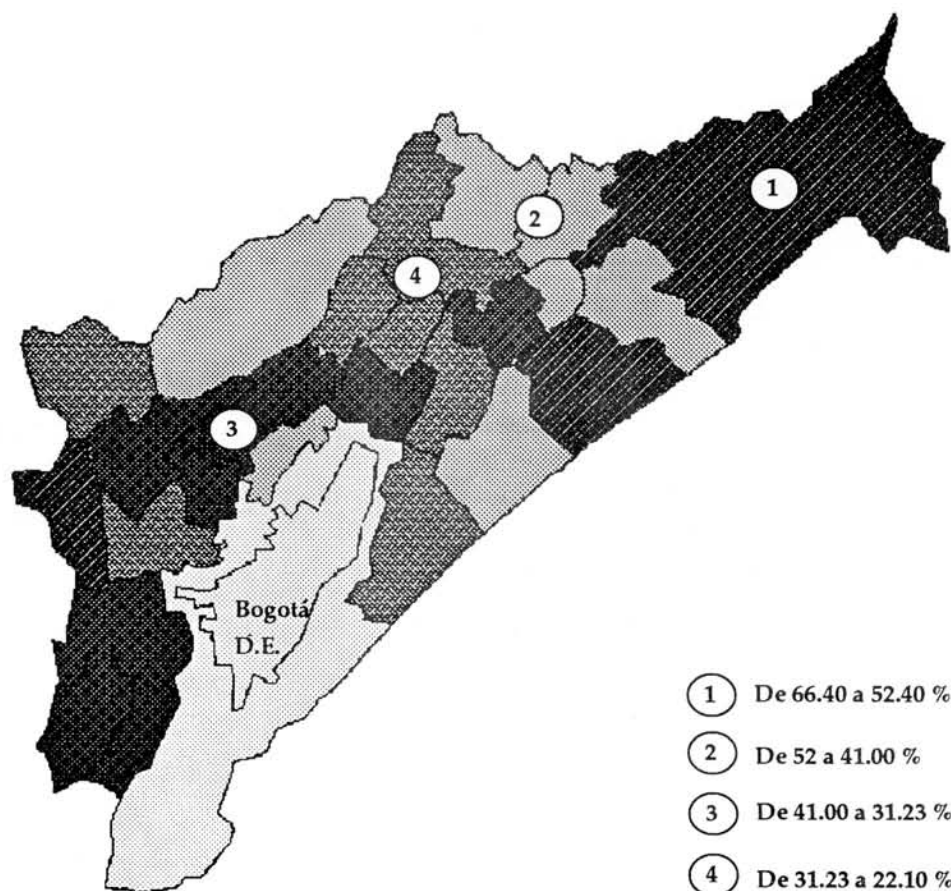 1
2
4
3
Bogotá
D.E.
1 De 66.40 a 52.40 %
2 De 52 a 41.00 %
3 De 41.00 a 31.23 %
4 De 31.23 a 22.10 %